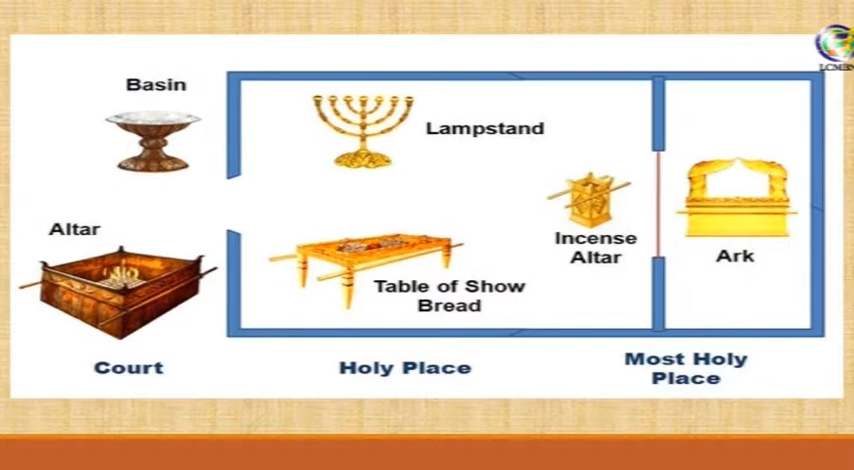 Basin
Lampstand
Altar
Incense
Altar
Ark
Table of Show
Bread
Court
Holy Place
Most Holy
Place